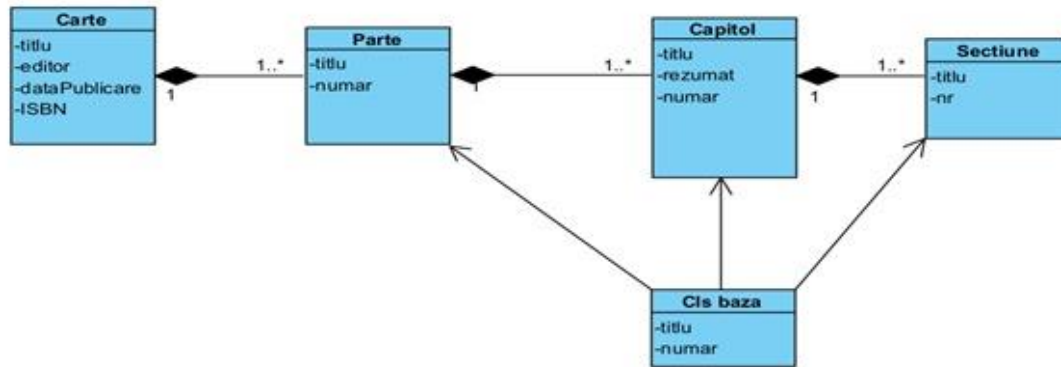 Carte
-titlu
-editor
-dataPublicare
-ISBN
1
1..*
Parte
-titlu
-numar
1
1..*
Capitol
-titlu
-rezumat
-numar
1
1..*
Sectiune
-titlu
-nr
Cls baza
-titlu
-numar